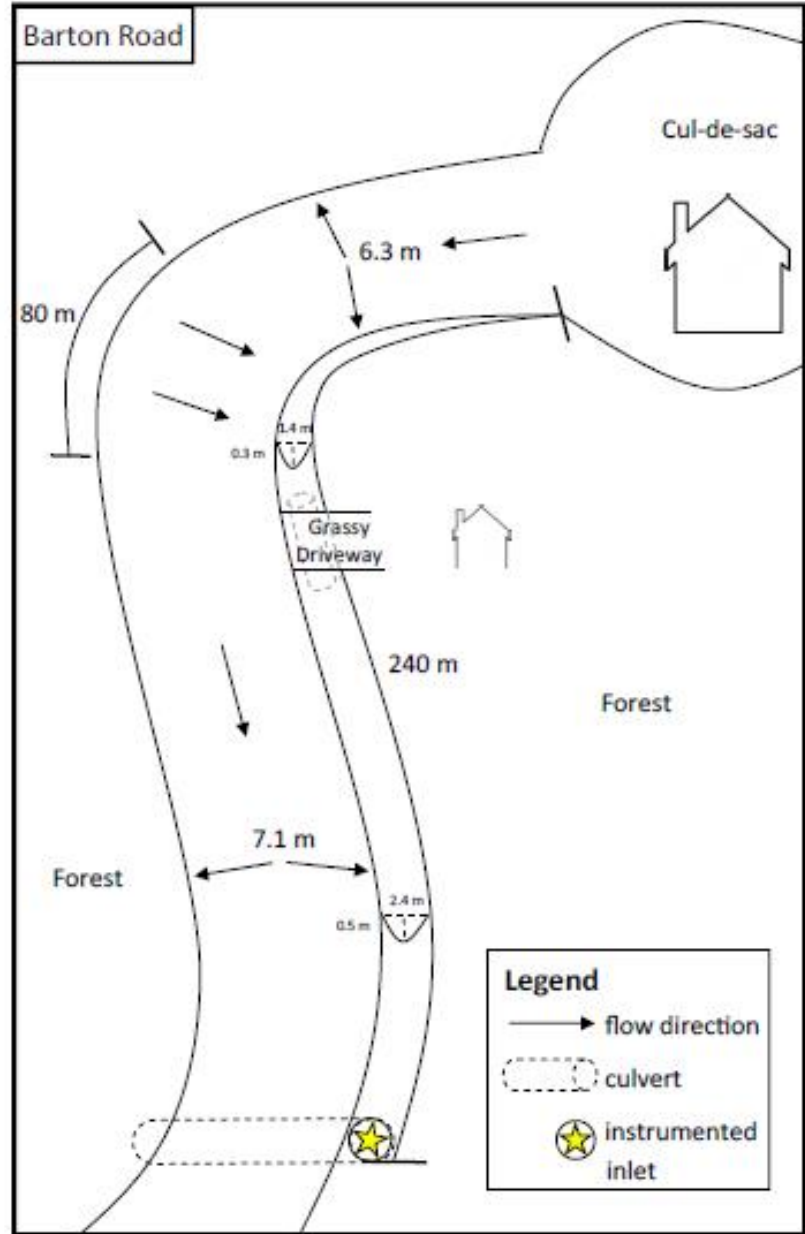 Barton Road
Cul-de-sac
6.3 m
80 m
1.4 m
0.3 m
Grassy
Driveway
240 m
Forest
7.1 m
Forest
2.4 m
0.5 m
Legend
flow direction
culvert
instrumented
inlet